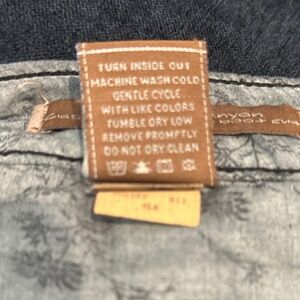 TURN INSIDE OUT
MACHINE WASH COLD
GENTLE CYCLE
WITH LIKE COLORS
TUMBLE DRY LOW
REMOVE PROMPTLY
DO NOT DRY CLEAN